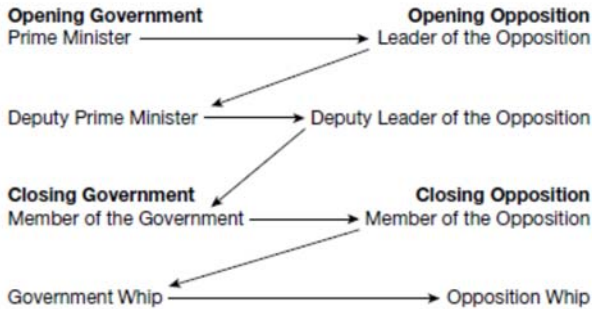 Opening Government Opening Opposition
Prime Minister Leader of the Opposition
Deputy Prime Minister Deputy Leader of the Opposition
Closing Government Closing Opposition
Member of the Government Member of the Opposition
Government Whip Opposition Whip